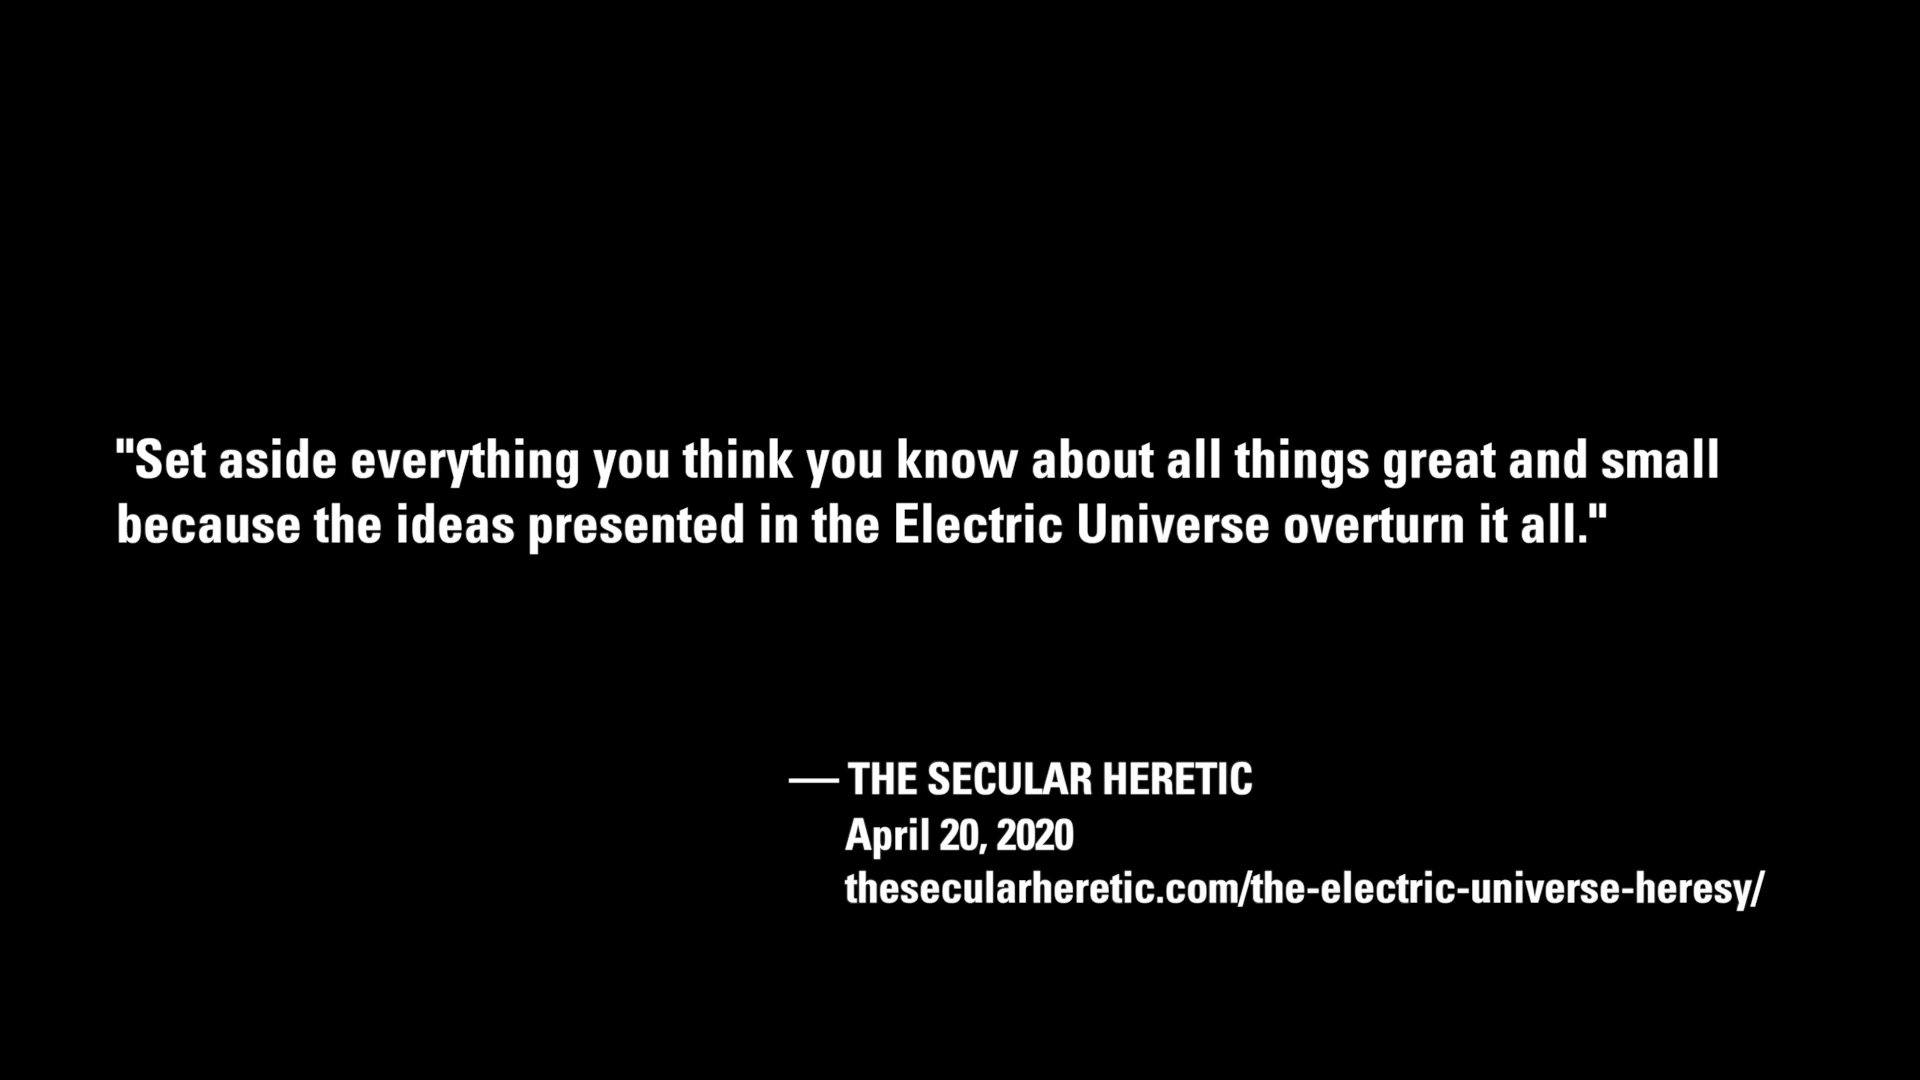 "Set aside everything you think you know about all things great and small
because the ideas presented in the Electric Universe overturn it all."
— THE SECULAR HERETIC
April 20, 2020
thesecularheretic.com/the-electric-universe-heresy/